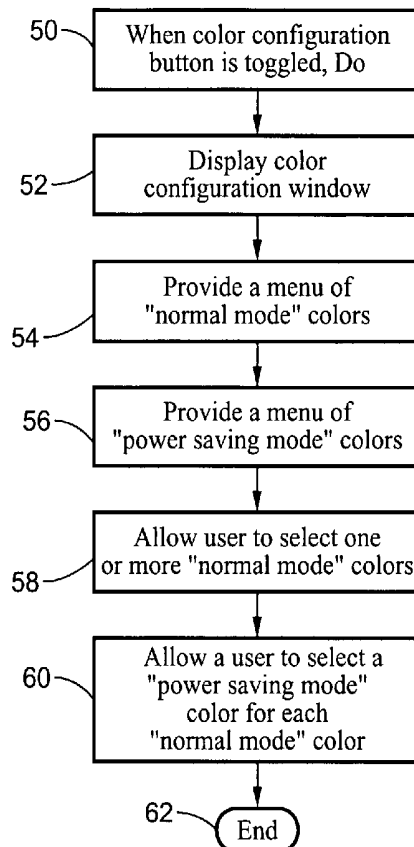 50
When color configuration
button is toggled, Do
52
Display color
configuration window
54
Provide a menu of
"normal mode" colors
56
Provide a menu of
"power saving mode" colors
58
Allow user to select one
or more "normal mode" colors
60
Allow a user to select a
"power saving mode"
color for each
"normal mode" color
62
End